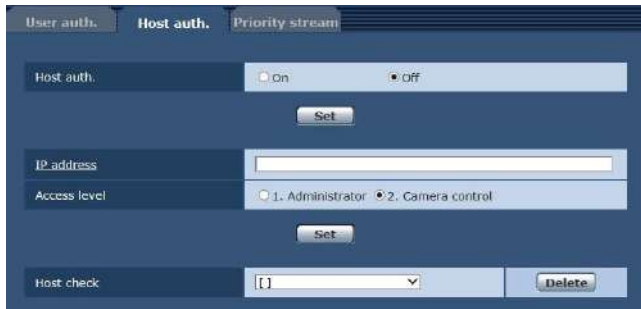 User auth. Host auth. Priority stream
Host auth. On Off
Set
IP address
Access level 1. Administrator 2. Camera control
Set
Host check [ ] Delete